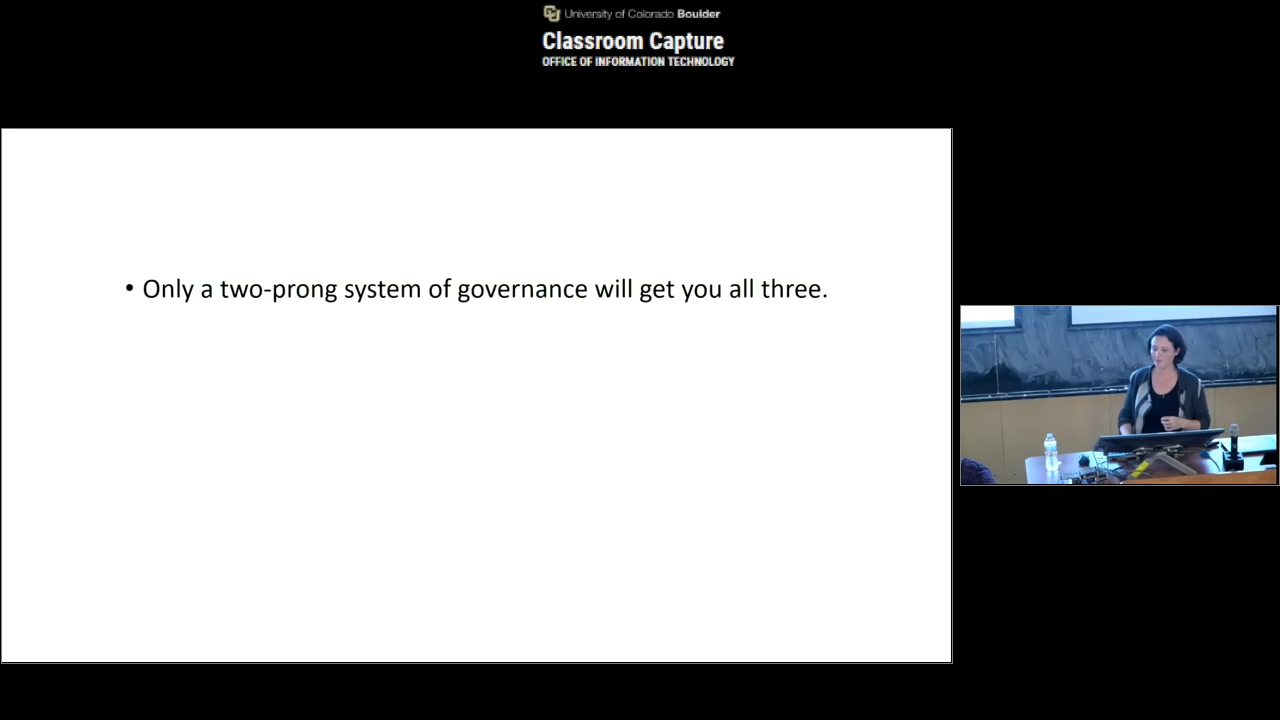 University of Colorado Boulder
Classroom Capture
OFFICE OF INFORMATION TECHNOLOGY
• Only a two-prong system of governance will get you all three.